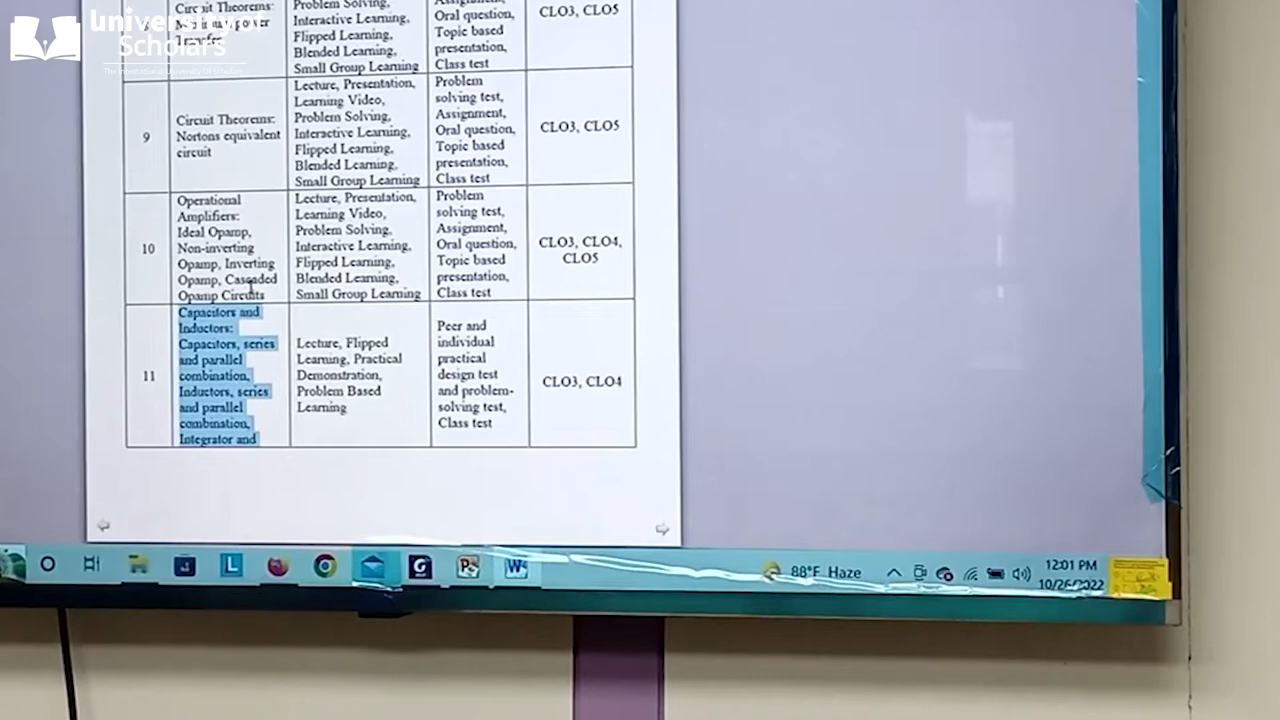 University of
Scholars
Circuit Theorems:
Problem Solving,
Interactive Learning,
Flipped Learning,
Blended Learning,
Small Group Learning
Assignment,
Oral question,
Topic based
presentation,
Class test
CLO3, CLO5
9
Circuit Theorems:
Nortons equivalent
circuit
Lecture, Presentation,
Learning Video,
Problem Solving,
Interactive Learning,
Flipped Learning,
Blended Learning,
Small Group Learning
Problem
solving test,
Assignment,
Oral question,
Topic based
presentation,
Class test
CLO3, CLO5
10
Operational
Amplifiers:
Ideal Opamp,
Non-inverting
Opamp, Inverting
Opamp, Cascaded
Opamp Circuits
Lecture, Presentation,
Learning Video,
Problem Solving,
Interactive Learning,
Flipped Learning,
Blended Learning,
Small Group Learning
Problem
solving test,
Assignment,
Oral question,
Topic based
presentation,
Class test
CLO3, CLO4,
CLO5
11
Capacitors and
Inductors:
Capacitors, series
and parallel
combination,
Inductors, series
and parallel
combination,
Integrator and
Lecture, Flipped
Learning, Practical
Demonstration,
Problem Based
Learning
Peer and
individual
practical
design test
and problem-
solving test,
Class test
CLO3, CLO4
88°F Haze
12:01 PM
10/26/2022